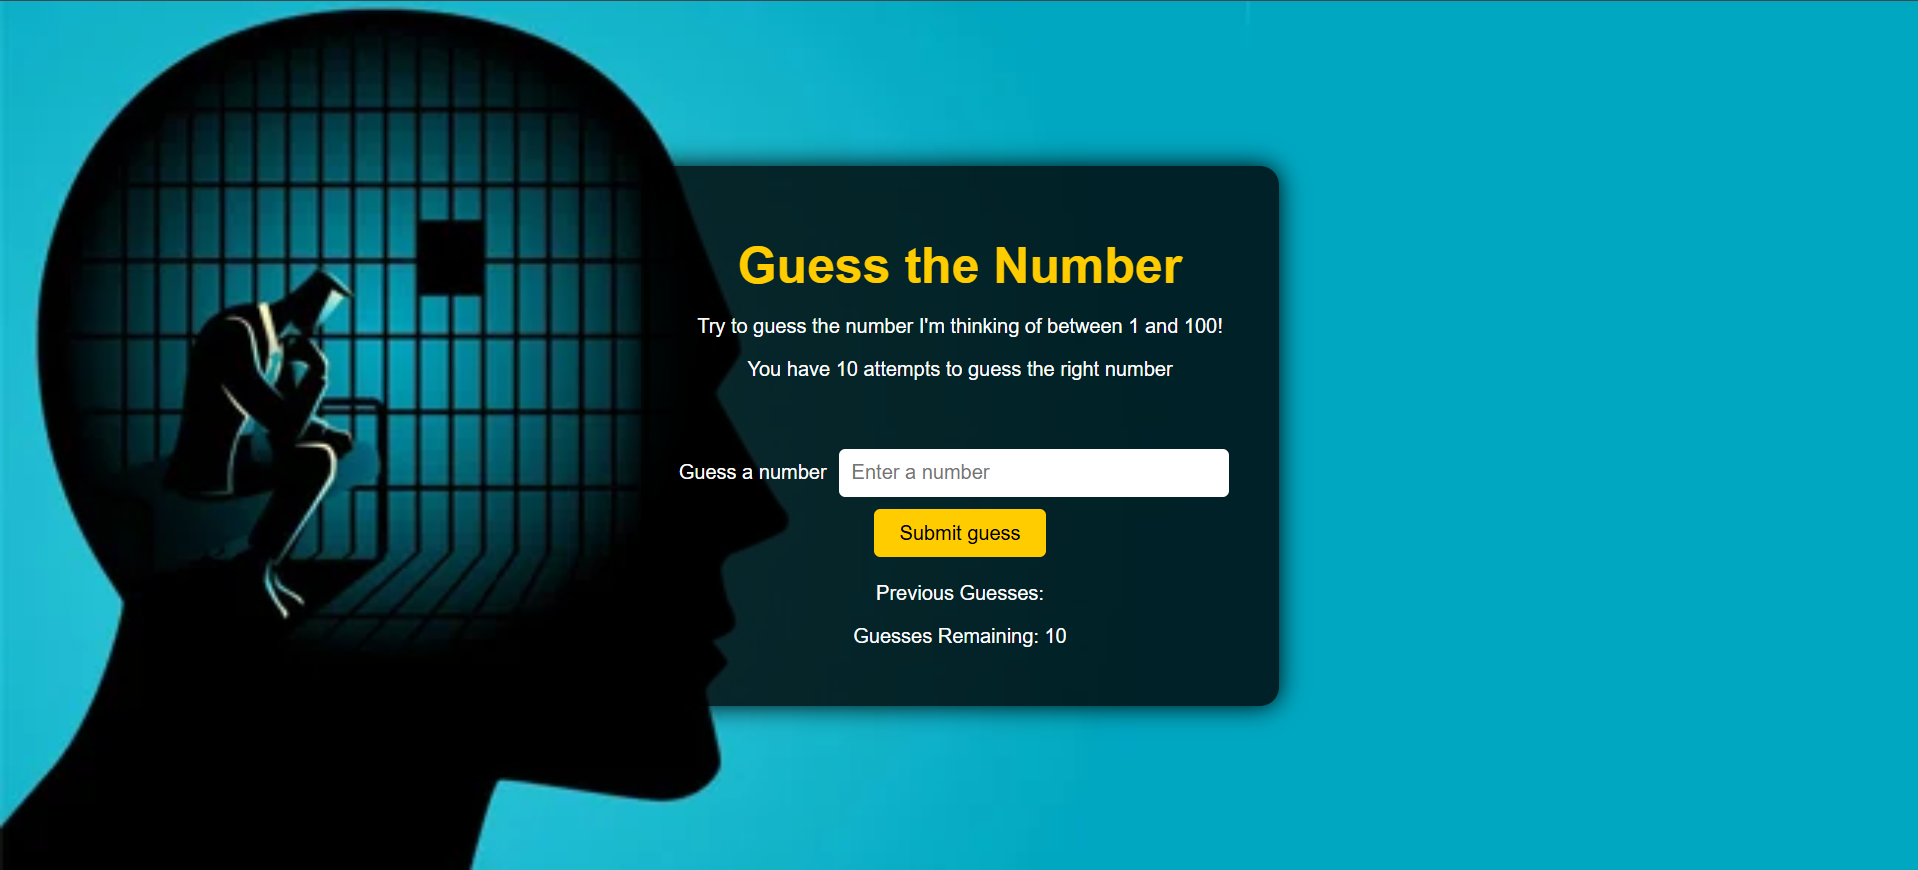 Guess the Number
Try to guess the number I'm thinking of between 1 and 100!
You have 10 attempts to guess the right number
Guess a number Enter a number
Submit guess
Previous Guesses:
Guesses Remaining: 10